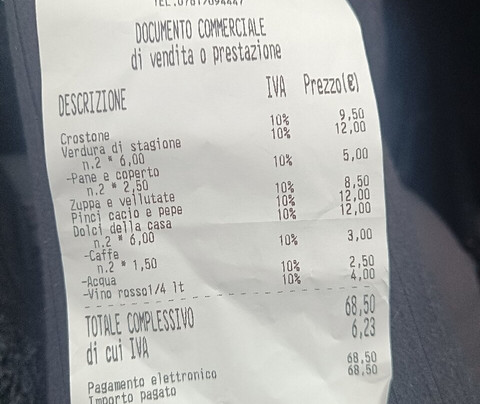 DOCUMENTO COMMERCIALE
di vendita o prestazione
DESCRIZIONE IVA Prezzo(€)
Crostone 10% 9,50
Verdura di stagione 10% 12,00
n.2 * 6,00
-Pane e coperto 10% 5,00
n.2 * 2,50
Zuppa e vellutate 10% 8,50
Pinci cacio e pepe 10% 12,00
Dolci della casa 10% 12,00
n.2 * 6,00
-Caffe 10% 3,00
n.2 * 1,50
-Acqua 10% 2,50
-Vino rosso1/4 lt 10% 4,00
TOTALE COMPLESSIVO 68,50
di cui IVA 6,23
Pagamento elettronico 68,50
Importo pagato 68,50